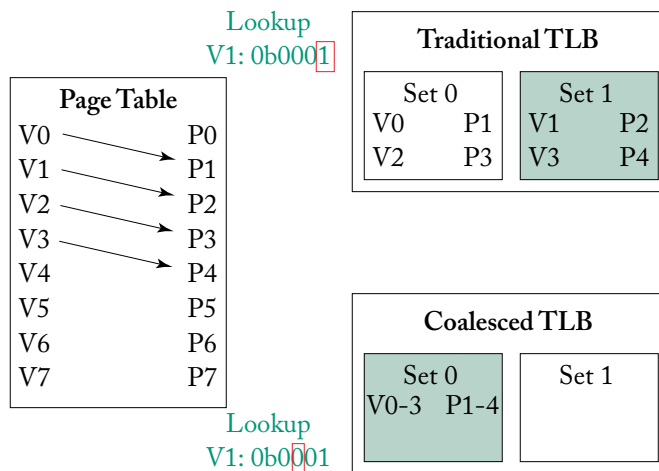 Lookup
V1: 0b0001
Page Table
V0 P0
V1 P1
V2 P2
V3 P3
V4 P4
V5 P5
V6 P6
V7 P7
Traditional TLB
Set 0
V0 P1
V2 P3
Set 1
V1 P2
V3 P4
Lookup
V1: 0b0001
Coalesced TLB
Set 0
V0-3 P1-4
Set 1